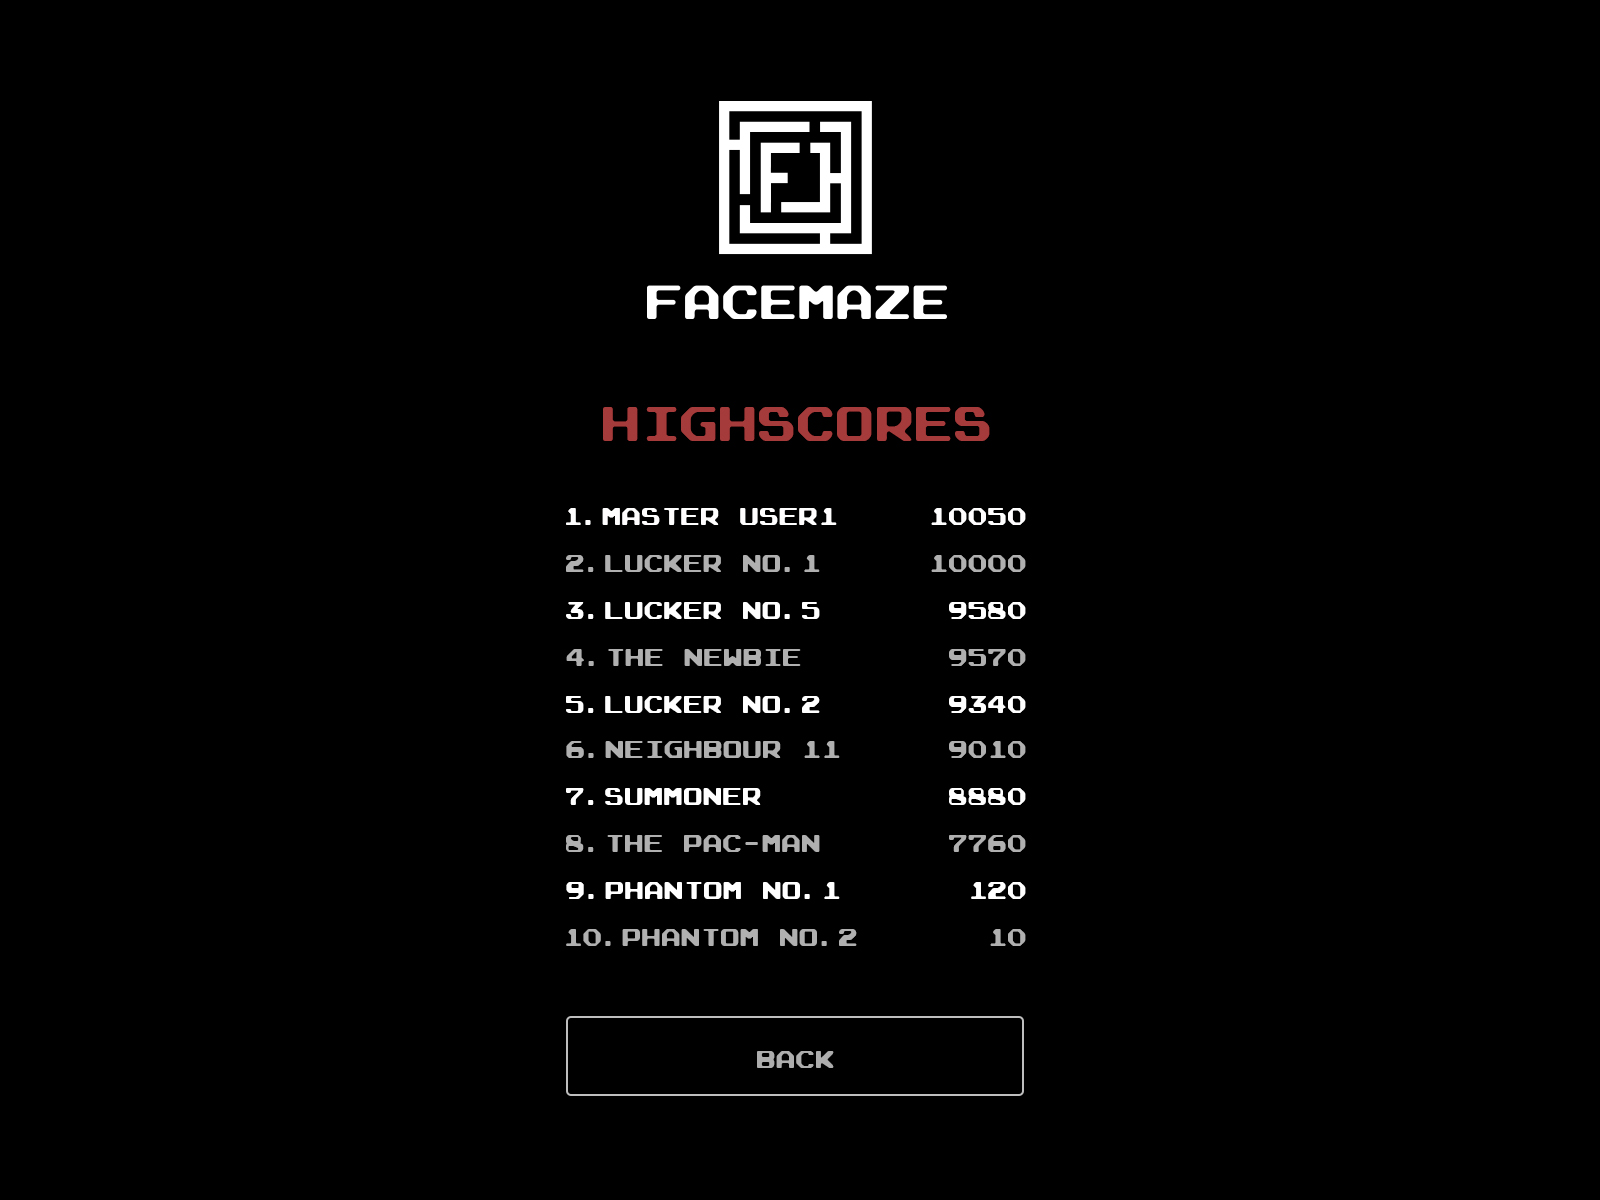 FACEMAZE
HIGHSCORES
1. MASTER USER1 10050
2. LUCKER NO. 1 10000
3. LUCKER NO. 5 9580
4. THE NEWBIE 9570
5. LUCKER NO. 2 9340
6. NEIGHBOUR 11 9010
7. SUMMONER 8880
8. THE PAC-MAN 7760
9. PHANTOM NO. 1 120
10. PHANTOM NO. 2 10
BACK